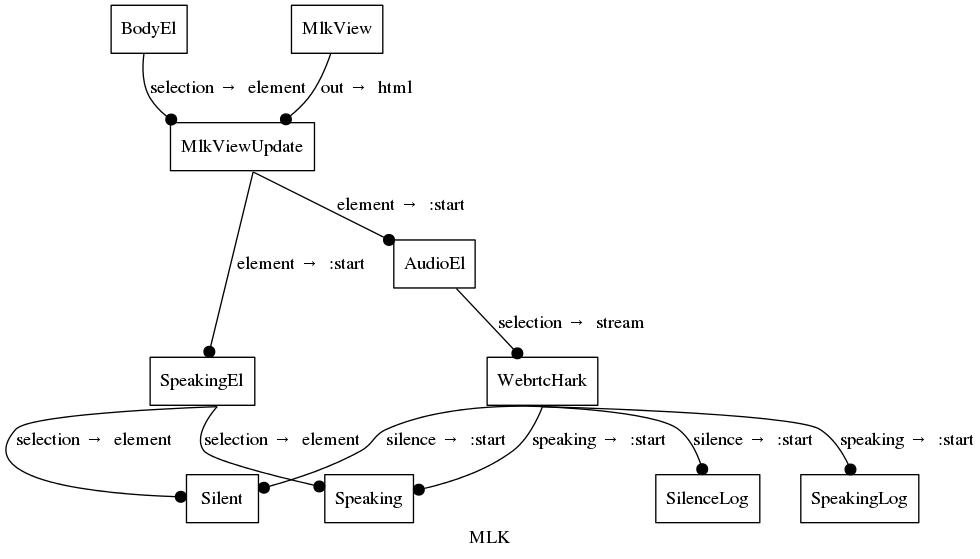 BodyEl
MlkView
selection → element
out → html
MlkViewUpdate
element → :start
AudioEl
element → :start
selection → stream
SpeakingEl
WebrtcHark
selection → element
selection → element
silence → :start
speaking → :start
silence → :start
speaking → :start
Silent
Speaking
SilenceLog
SpeakingLog
MLK